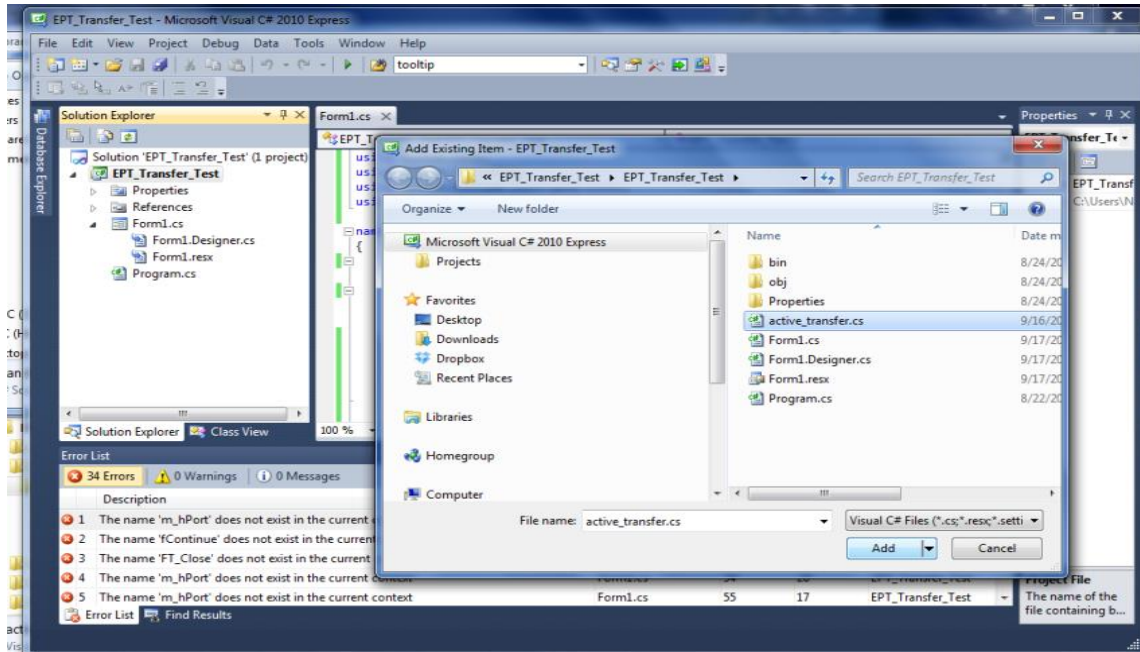 EPT_Transfer_Test - Microsoft Visual C# 2010 Express
File Edit View Project Debug Data Tools Window Help
tooltip
Database Explorer
Solution Explorer
Solution 'EPT_Transfer_Test' (1 project)
EPT_Transfer_Test
Properties
References
Form1.cs
Form1.Designer.cs
Form1.resx
Program.cs
Solution Explorer Class View
Form1.cs
100 %
Add Existing Item - EPT_Transfer_Test
« EPT_Transfer_Test EPT_Transfer_Test
Search EPT_Transfer_Test
Organize New folder
Microsoft Visual C# 2010 Express
Projects
Favorites
Desktop
Downloads
Dropbox
Recent Places
Libraries
Homegroup
Computer
Name Date m
bin 8/24/20
obj 8/24/20
Properties 8/24/20
active_transfer.cs 9/16/20
Form1.cs 9/17/20
Form1.Designer.cs 9/17/20
Form1.resx 9/17/20
Program.cs 8/22/20
File name: active_transfer.cs
Visual C# Files (*.cs;*.resx;*.setti
Add Cancel
Properties
EPT_Transf
C:\Users\N
Project File
The name of the
file containing b...
Error List
34 Errors 0 Warnings 0 Messages
Description
1 The name 'm_hPort' does not exist in the current
2 The name 'fContinue' does not exist in the current
3 The name 'FT_Close' does not exist in the current
4 The name 'm_hPort' does not exist in the current context
5 The name 'm_hPort' does not exist in the current context Form1.cs 55 17 EPT_Transfer_Test
Error List Find Results